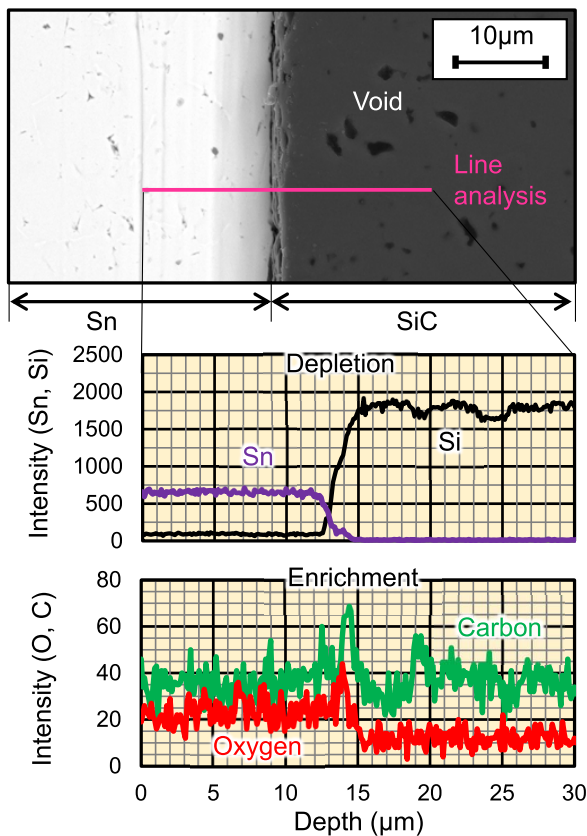 10μm
Void
Line
analysis
Sn
SiC
Intensity (Sn, Si)
2500
2000
1500
1000
500
0
Depletion
Sn
Si
Intensity (O, C)
80
60
40
20
0
Enrichment
Carbon
Oxygen
0 5 10 15 20 25 30
Depth (μm)